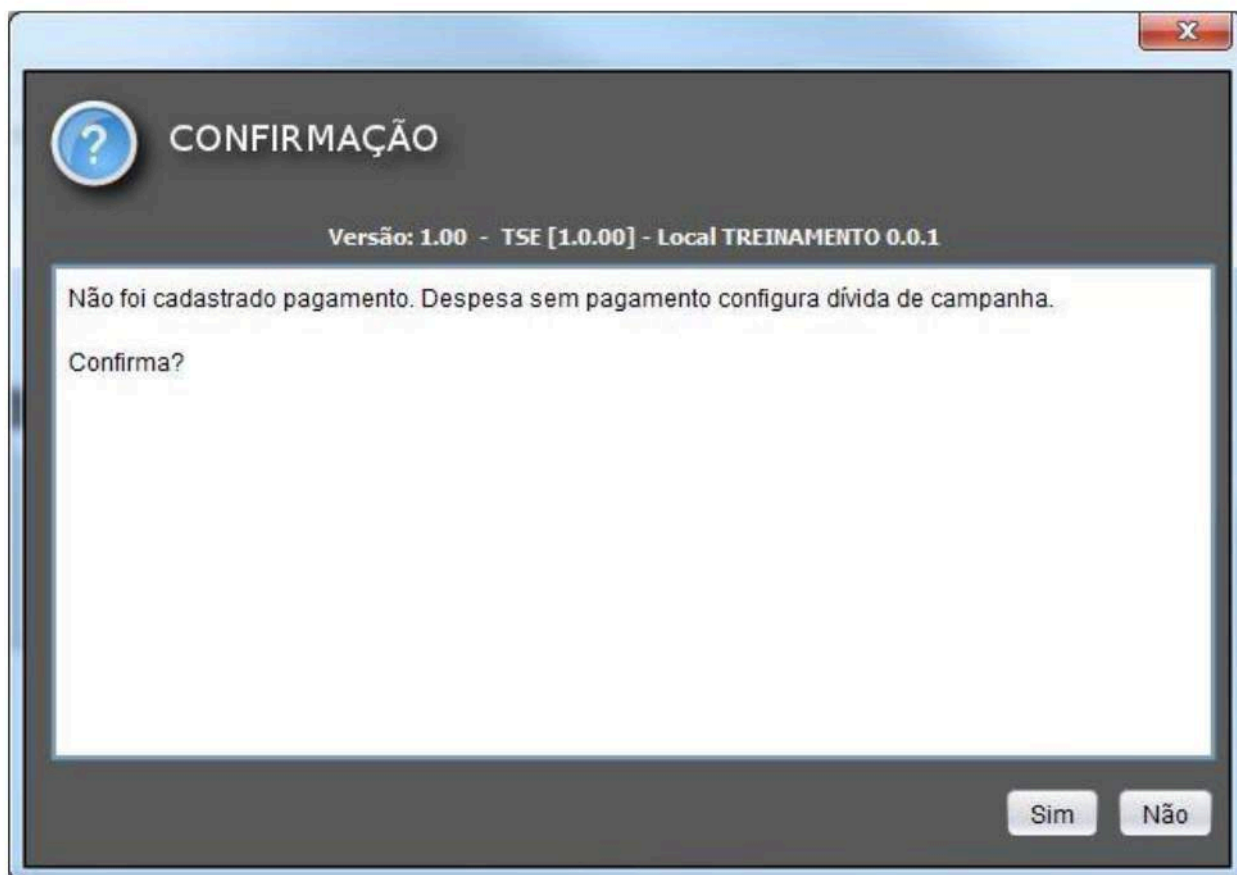 X
CONFIRMAÇÃO
Versão: 1.00 - TSE [1.0.00] - Local TREINAMENTO 0.0.1
Não foi cadastrado pagamento. Despesa sem pagamento configura dívida de campanha.
Confirma?
Sim Não